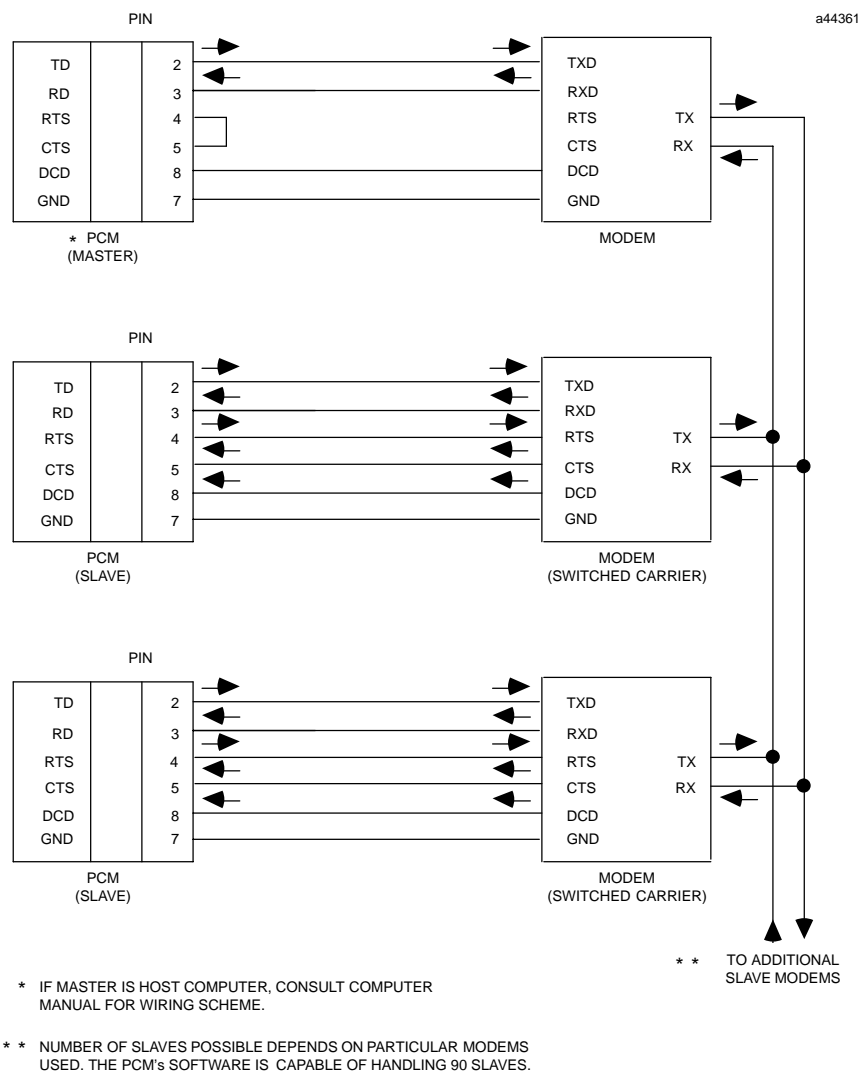 PIN
a44361
TD 2 TXD
RD 3 RXD
RTS 4 RTS TX
CTS 5 CTS RX
DCD 8 DCD
GND 7 GND
* PCM
(MASTER)
MODEM
PIN
TD 2 TXD
RD 3 RXD
RTS 4 RTS TX
CTS 5 CTS RX
DCD 8 DCD
GND 7 GND
PCM
(SLAVE)
MODEM
(SWITCHED CARRIER)
PIN
TD 2 TXD
RD 3 RXD
RTS 4 RTS TX
CTS 5 CTS RX
DCD 8 DCD
GND 7 GND
PCM
(SLAVE)
MODEM
(SWITCHED CARRIER)
* * TO ADDITIONAL
SLAVE MODEMS
* IF MASTER IS HOST COMPUTER, CONSULT COMPUTER
MANUAL FOR WIRING SCHEME.
* * NUMBER OF SLAVES POSSIBLE DEPENDS ON PARTICULAR MODEMS
USED. THE PCM's SOFTWARE IS CAPABLE OF HANDLING 90 SLAVES.